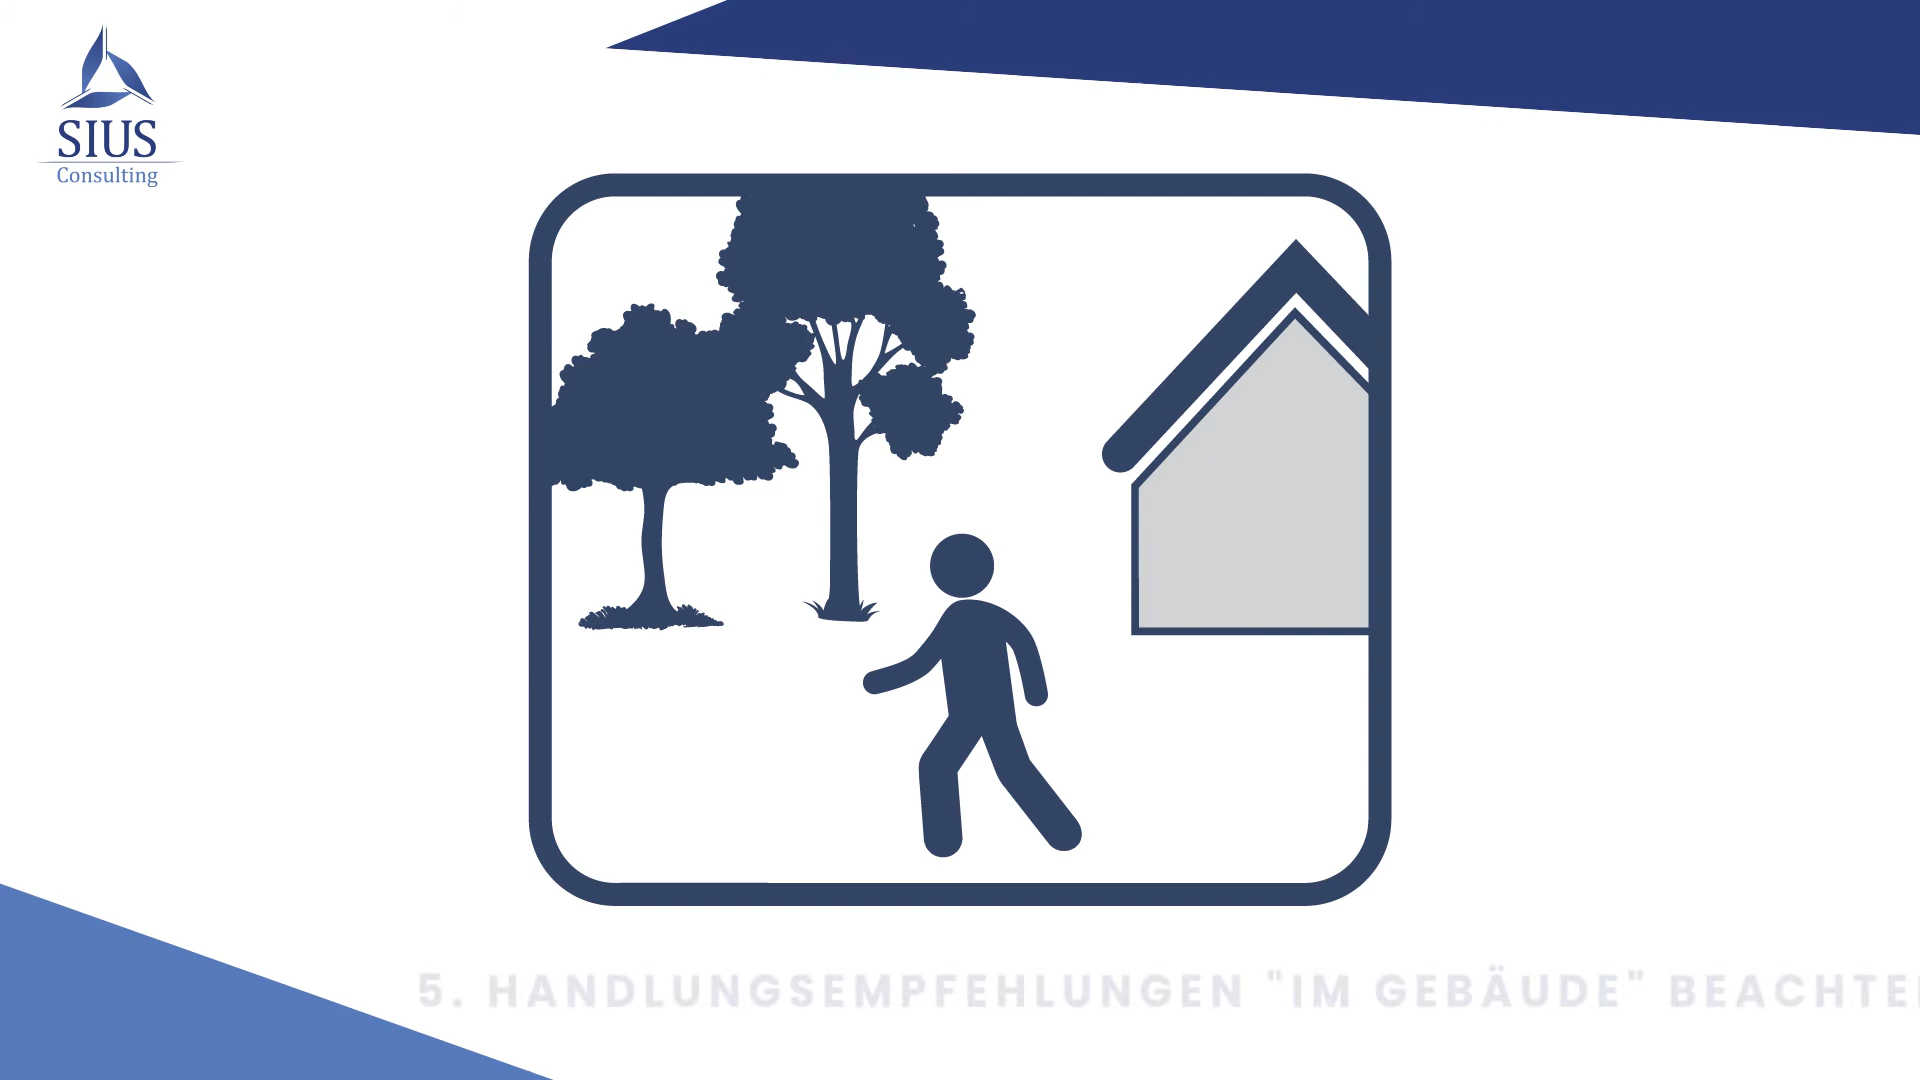 SIUS
Consulting
5. HANDLUNGSEMPFEHLUNGEN "IM GEBÄUDE" BEACHTE